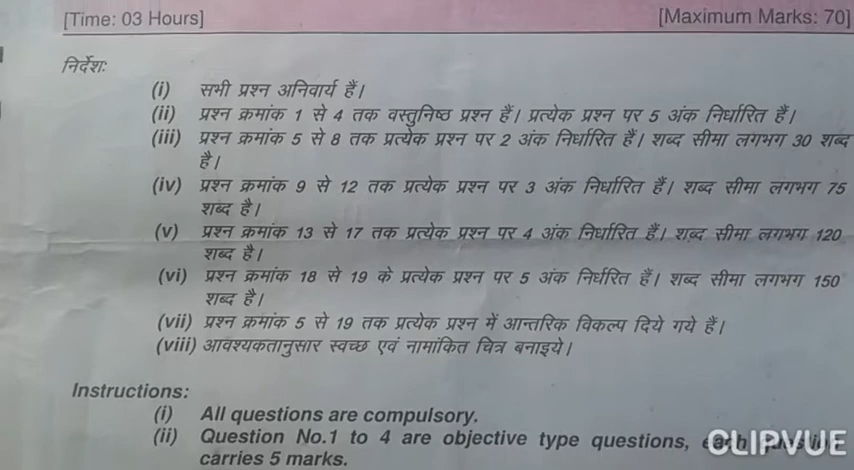 [Time: 03 Hours] [Maximum Marks: 70]
निर्देशः
(i) सभी प्रश्न अनिवार्य हैं।
(ii) प्रश्न क्रमांक 1 से 4 तक वस्तुनिष्ठ प्रश्न हैं। प्रत्येक प्रश्न पर 5 अंक निर्धारित हैं।
(iii) प्रश्न क्रमांक 5 से 8 तक प्रत्येक प्रश्न पर 2 अंक निर्धारित हैं। शब्द सीमा लगभग 30 शब्द
है।
(iv) प्रश्न क्रमांक 9 से 12 तक प्रत्येक प्रश्न पर 3 अंक निर्धारित हैं। शब्द सीमा लगभग 75
शब्द है।
(v) प्रश्न क्रमांक 13 से 17 तक प्रत्येक प्रश्न पर 4 अंक निर्धारित हैं। शब्द सीमा लगभग 120
शब्द है।
(vi) प्रश्न क्रमांक 18 से 19 के प्रत्येक प्रश्न पर 5 अंक निर्धरित हैं। शब्द सीमा लगभग 150
शब्द है।
(vii) प्रश्न क्रमांक 5 से 19 तक प्रत्येक प्रश्न में आन्तरिक विकल्प दिये गये हैं।
(viii) आवश्यकतानुसार स्वच्छ एवं नामांकित चित्र बनाइये।
Instructions:
(i) All questions are compulsory.
(ii) Question No.1 to 4 are objective type questions, each question
carries 5 marks.
CLIPVUE